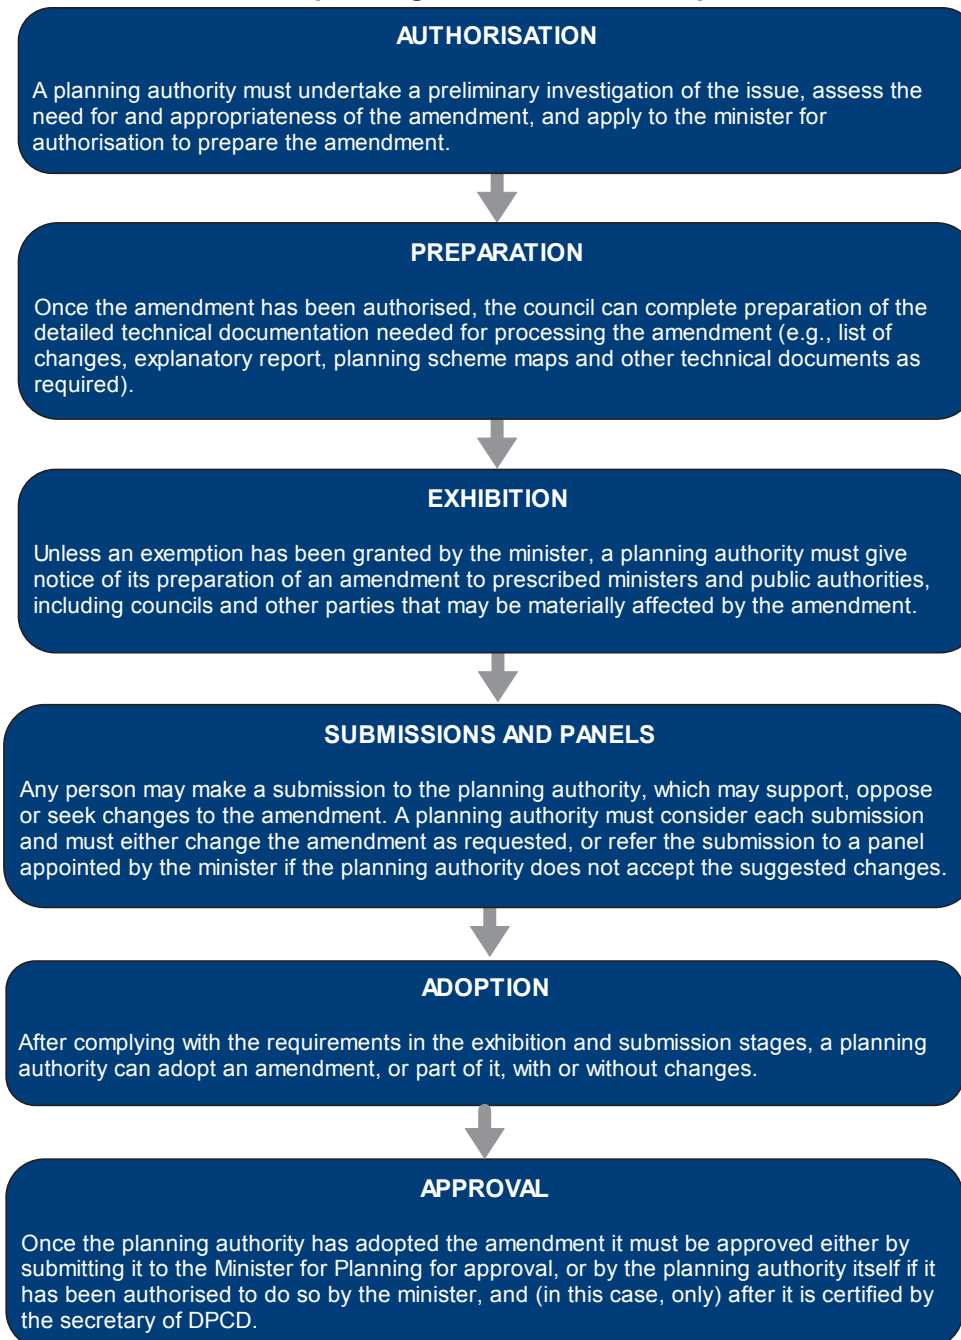 AUTHORISATION
A planning authority must undertake a preliminary investigation of the issue, assess the
need for and appropriateness of the amendment, and apply to the minister for
authorisation to prepare the amendment.
PREPARATION
Once the amendment has been authorised, the council can complete preparation of the
detailed technical documentation needed for processing the amendment (e.g., list of
changes, explanatory report, planning scheme maps and other technical documents as
required).
EXHIBITION
Unless an exemption has been granted by the minister, a planning authority must give
notice of its preparation of an amendment to prescribed ministers and public authorities,
including councils and other parties that may be materially affected by the amendment.
SUBMISSIONS AND PANELS
Any person may make a submission to the planning authority, which may support, oppose
or seek changes to the amendment. A planning authority must consider each submission
and must either change the amendment as requested, or refer the submission to a panel
appointed by the minister if the planning authority does not accept the suggested changes.
ADOPTION
After complying with the requirements in the exhibition and submission stages, a planning
authority can adopt an amendment, or part of it, with or without changes.
APPROVAL
Once the planning authority has adopted the amendment it must be approved either by
submitting it to the Minister for Planning for approval, or by the planning authority itself if it
has been authorised to do so by the minister, and (in this case, only) after it is certified by
the secretary of DPCD.